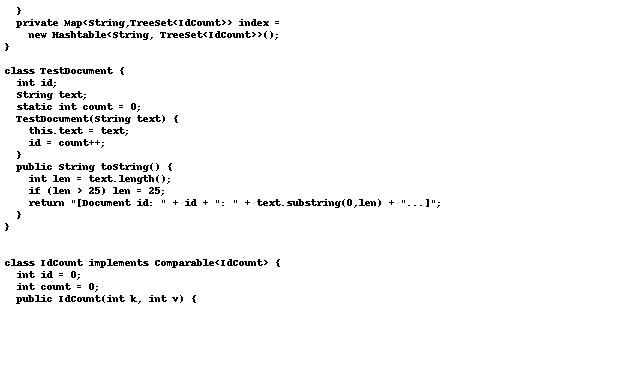 }
private Map<String,TreeSet<IdCount>> index =
new Hashtable<String, TreeSet<IdCount>>();
}
class TestDocument {
int id;
String text;
static int count = 0;
TestDocument(String text) {
this.text = text;
id = count++;
}
public String toString() {
int len = text.length();
if (len > 25) len = 25;
return "[Document id: " + id + ": " + text.substring(0,len) + "...]";
}
}
class IdCount implements Comparable<IdCount> {
int id = 0;
int count = 0;
public IdCount(int k, int v) {